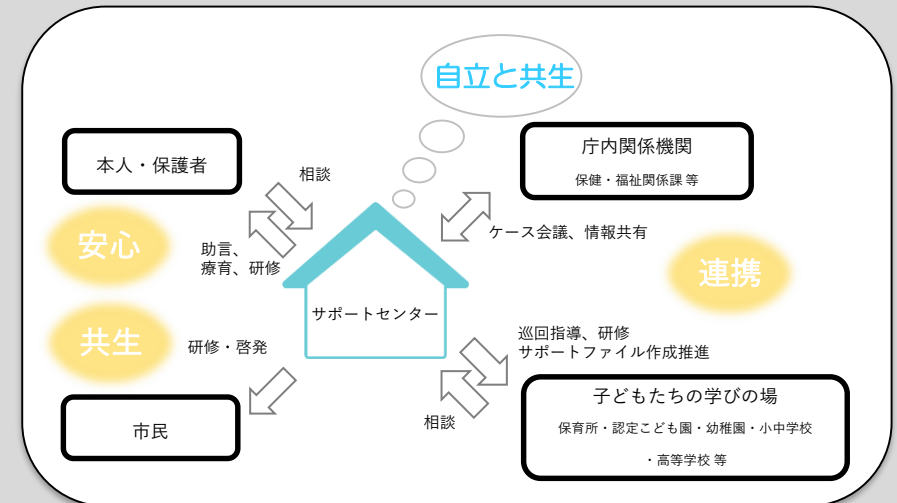 自立と共生
本人・保護者
相談
庁内関係機関
保健・福祉関係課 等
安心
助言、
療育、研修
ケース会議、情報共有
連携
サポートセンター
共生
研修・啓発
巡回指導、研修
サポートファイル作成推進
市民
相談
子どもたちの学びの場
保育所・認定こども園・幼稚園・小中学校
・高等学校 等